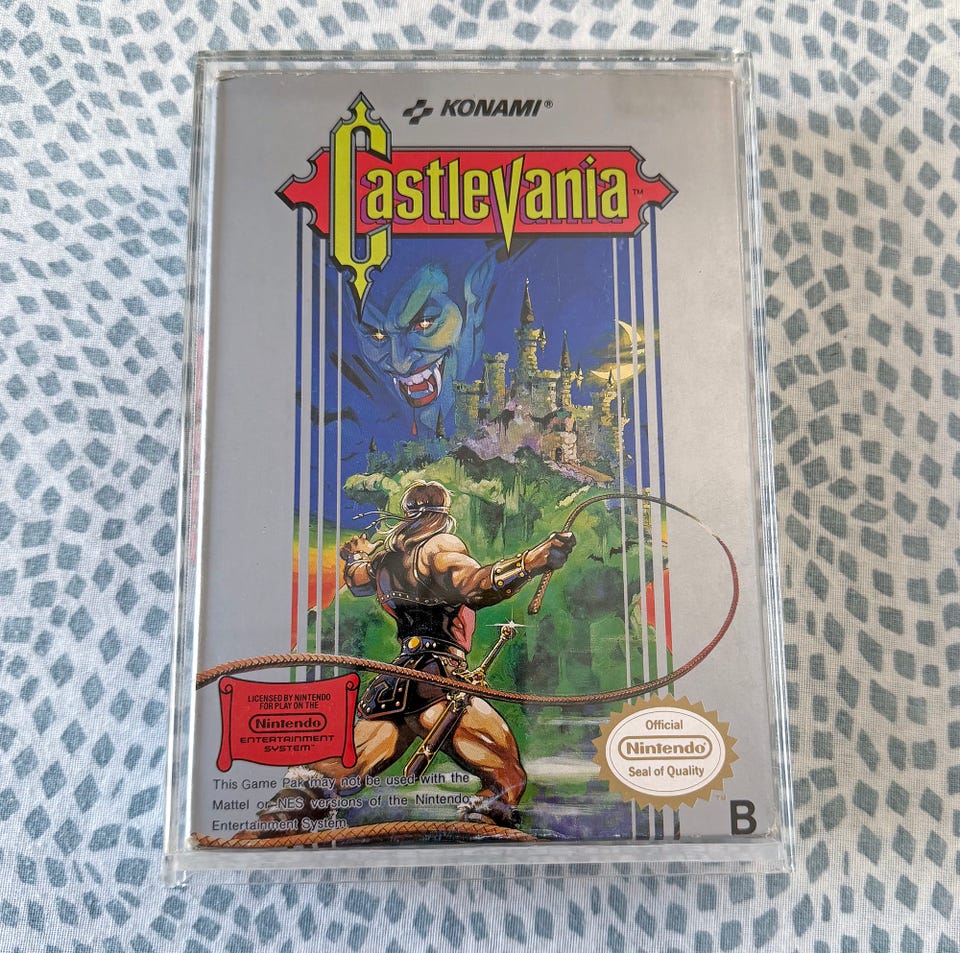 KONAMI®
Castlevania™
LICENSED BY NINTENDO
FOR PLAY ON THE
Nintendo
ENTERTAINMENT
SYSTEM™
This Game Pak may not be used with the
Mattel or NES versions of the Nintendo
Entertainment System.
Official
Nintendo®
Seal of Quality
TM
B